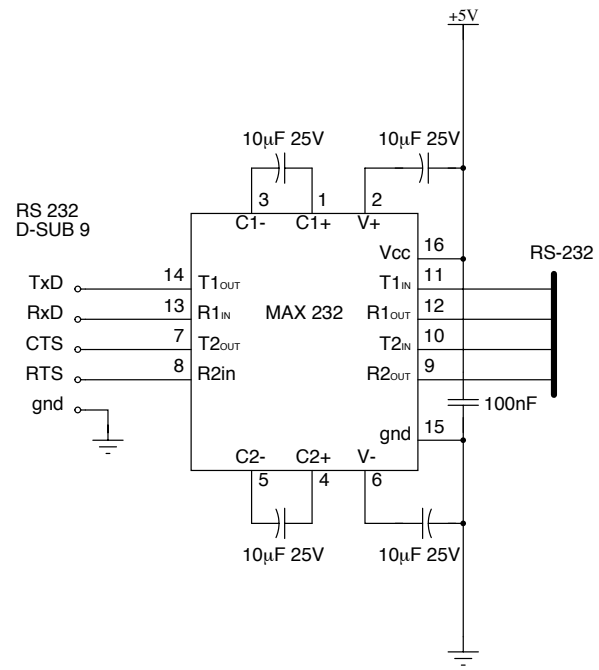 +5V
10µF 25V
10µF 25V
3
1
2
C1-
C1+
V+
RS 232
D-SUB 9
Vcc
16
RS-232
TxD
14
T1OUT
T1IN
11
RxD
13
R1IN
MAX 232
R1OUT
12
CTS
7
T2OUT
T2IN
10
RTS
8
R2in
R2OUT
9
gnd
100nF
gnd
15
C2-
C2+
V-
5
4
6
10µF 25V
10µF 25V